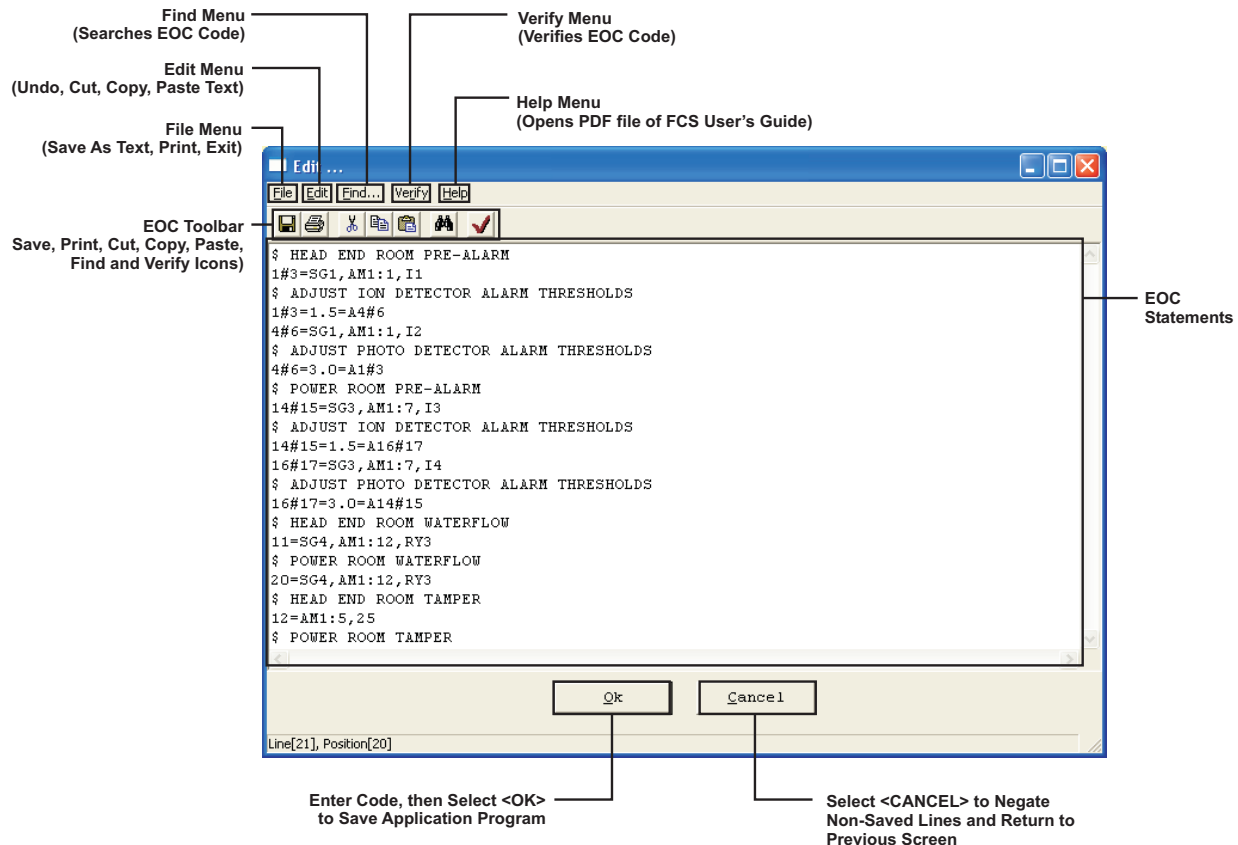 Find Menu
(Searches EOC Code)
Verify Menu
(Verifies EOC Code)
Edit Menu
(Undo, Cut, Copy, Paste Text)
Help Menu
(Opens PDF file of FCS User's Guide)
File Menu
(Save As Text, Print, Exit)
Edit ...
File Edit Find... Verify Help
EOC Toolbar
Save, Print, Cut, Copy, Paste,
Find and Verify Icons)
$ HEAD END ROOM PRE-ALARM
1#3=SG1,AM1:1,I1
$ ADJUST ION DETECTOR ALARM THRESHOLDS
1#3=1.5=A4#6
4#6=SG1,AM1:1,I2
$ ADJUST PHOTO DETECTOR ALARM THRESHOLDS
4#6=3.0=A1#3
$ POWER ROOM PRE-ALARM
14#15=SG3,AM1:7,I3
$ ADJUST ION DETECTOR ALARM THRESHOLDS
14#15=1.5=A16#17
16#17=SG3,AM1:7,I4
$ ADJUST PHOTO DETECTOR ALARM THRESHOLDS
16#17=3.0=A14#15
$ HEAD END ROOM WATERFLOW
11=SG4,AM1:12,RY3
$ POWER ROOM WATERFLOW
20=SG4,AM1:12,RY3
$ HEAD END ROOM TAMPER
12=AM1:5,25
$ POWER ROOM TAMPER
EOC
Statements
Ok
Cancel
Line[21], Position[20]
Enter Code, then Select <OK>
to Save Application Program
Select <CANCEL> to Negate
Non-Saved Lines and Return to
Previous Screen